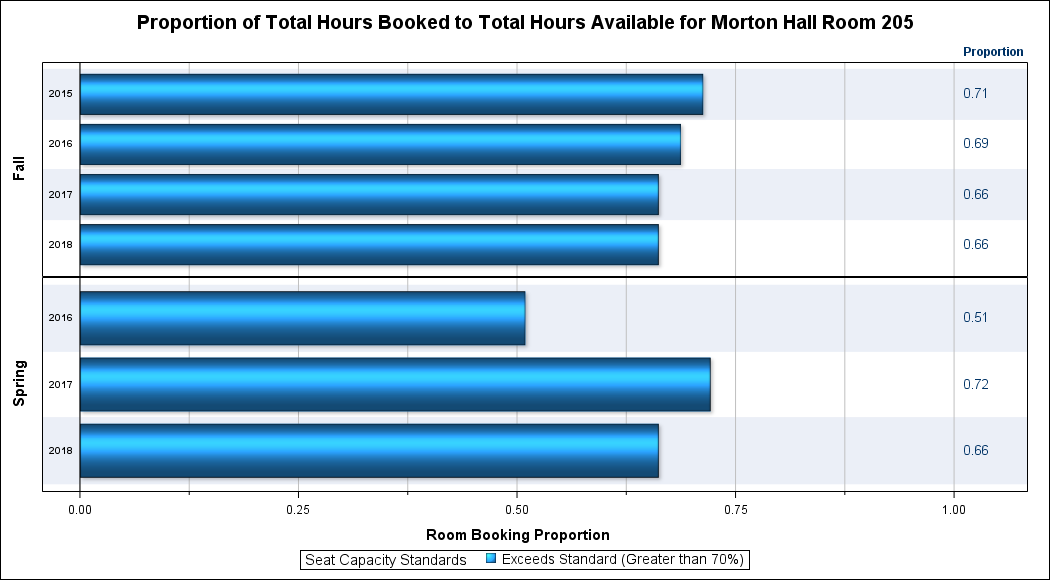 Proportion of Total Hours Booked to Total Hours Available for Morton Hall Room 205
Proportion
Fall
2015
0.71
2016
0.69
2017
0.66
2018
0.66
Spring
2016
0.51
2017
0.72
2018
0.66
0.00 0.25 0.50 0.75 1.00
Room Booking Proportion
Seat Capacity Standards Exceeds Standard (Greater than 70%)